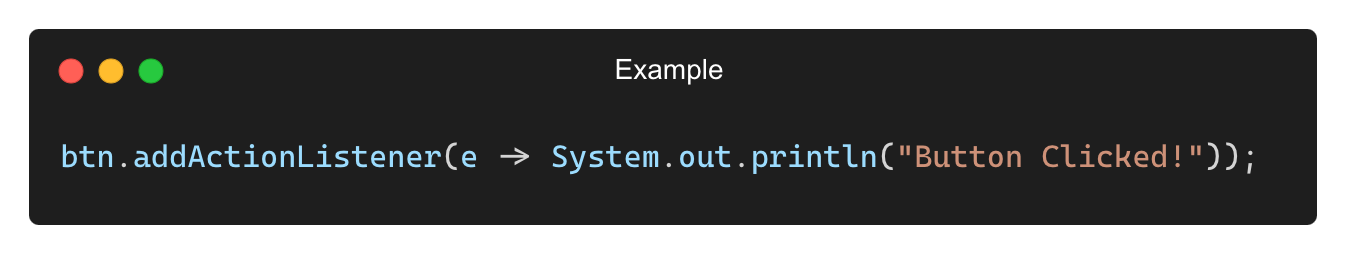 Example
btn.addActionListener(e -> System.out.println("Button Clicked!"));